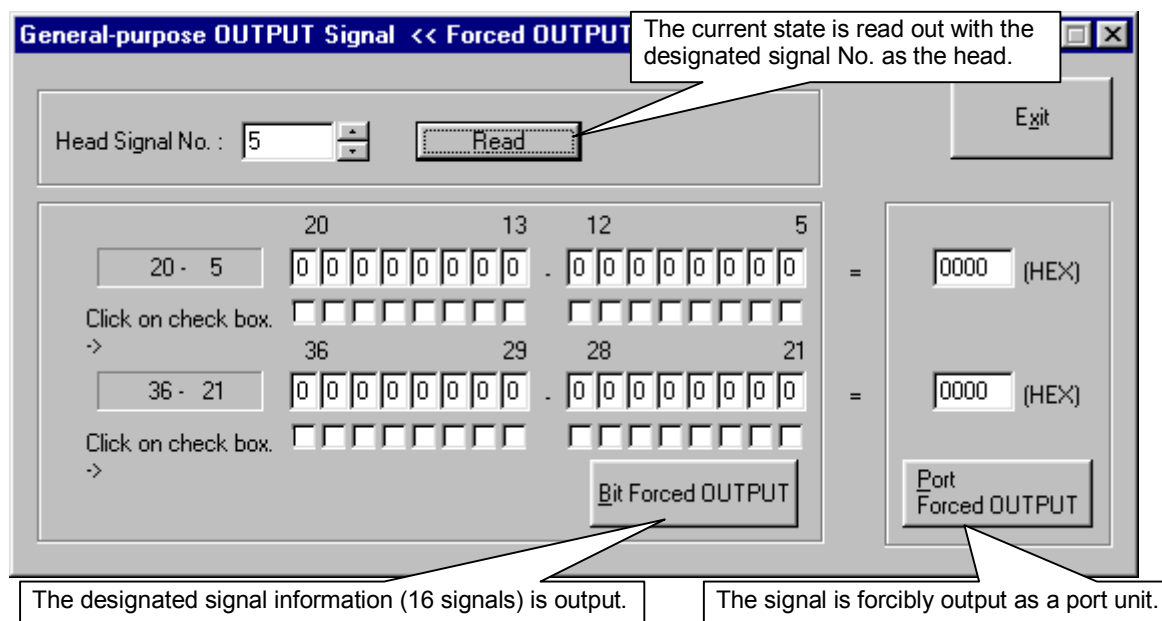 General-purpose OUTPUT Signal << Forced OUTPUT
The current state is read out with the
designated signal No. as the head.
Head Signal No. : 5
Read
Exit
20 13 12 5
20 - 5 0 0 0 0 0 0 0 0 . 0 0 0 0 0 0 0 0 = 0000 (HEX)
Click on check box.
->
36 29 28 21
36 - 21 0 0 0 0 0 0 0 0 . 0 0 0 0 0 0 0 0 = 0000 (HEX)
Click on check box.
->
Bit Forced OUTPUT
Port
Forced OUTPUT
The designated signal information (16 signals) is output.
The signal is forcibly output as a port unit.